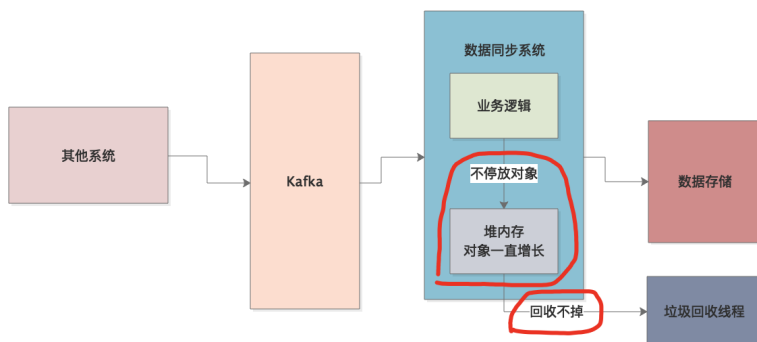 其他系统
Kafka
数据同步系统
业务逻辑
不停放对象
堆内存
对象一直增长
回收不掉
数据存储
垃圾回收线程